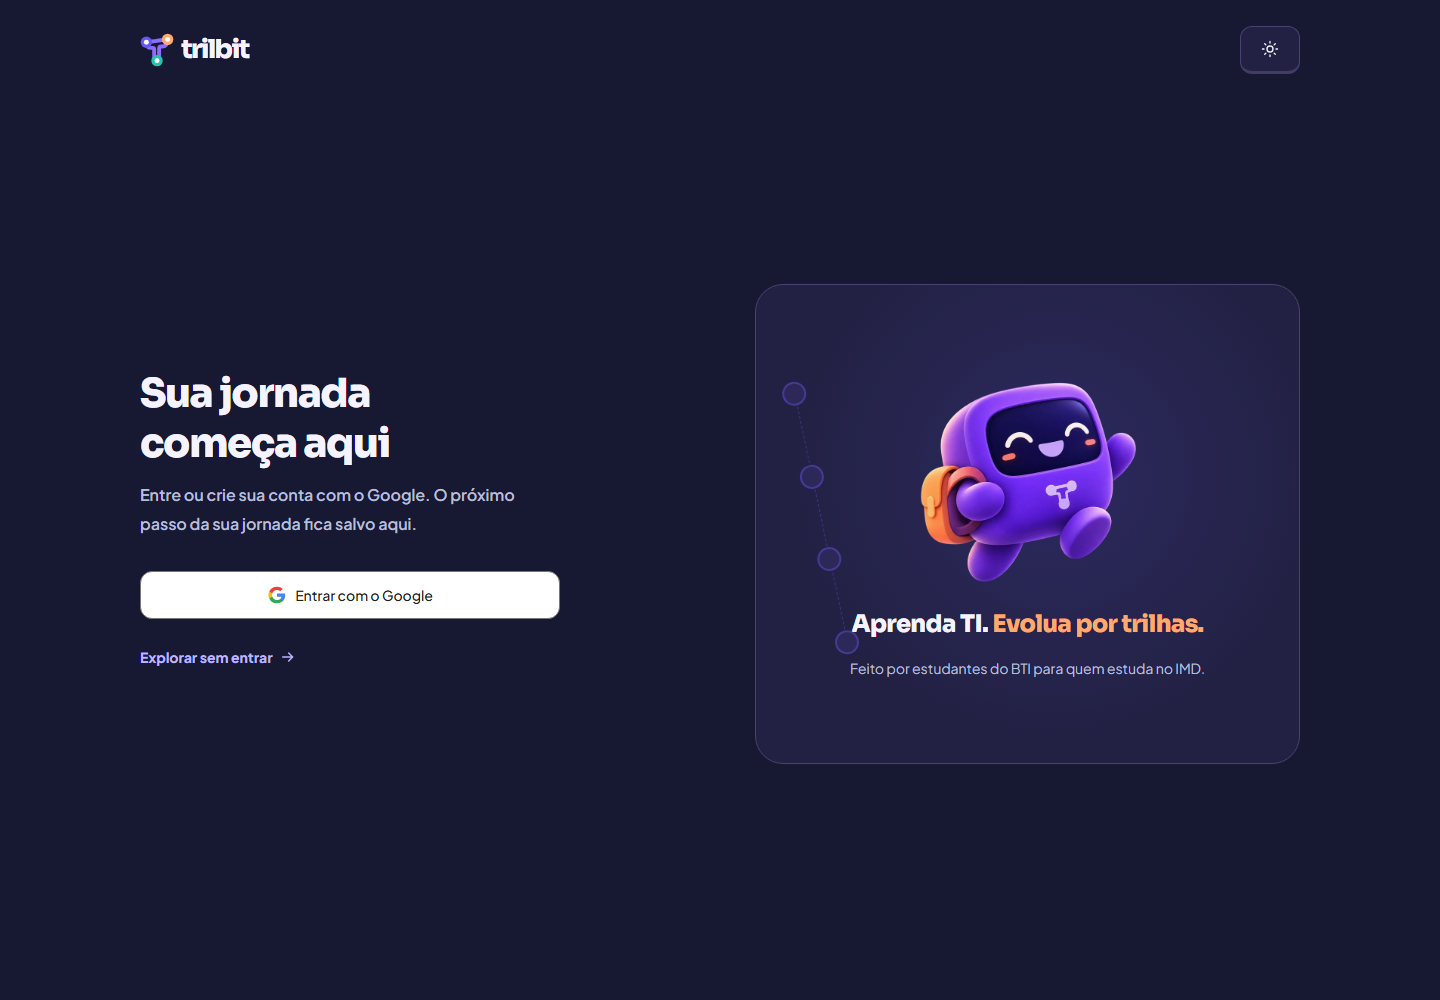 trilbit
Sua jornada
começa aqui
Entre ou crie sua conta com o Google. O próximo
passo da sua jornada fica salvo aqui.
Entrar com o Google
Explorar sem entrar →
Aprenda TI. Evolua por trilhas.
Feito por estudantes do BTI para quem estuda no IMD.